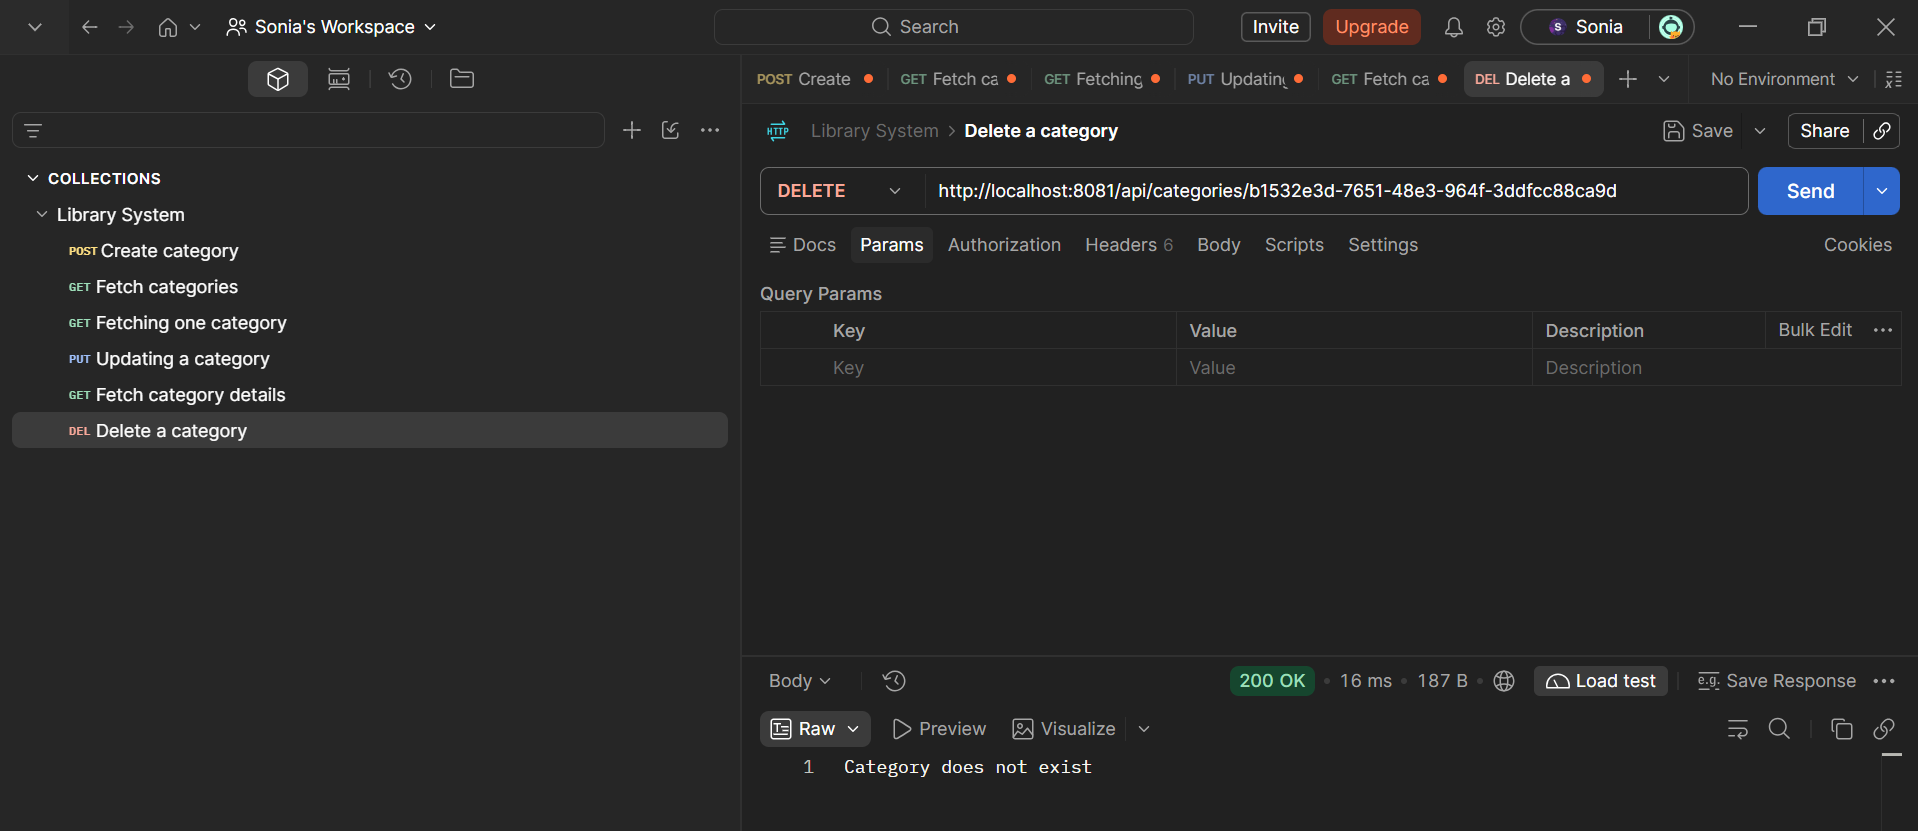 Sonia's Workspace
Search
Invite
Upgrade
S
Sonia
POST Create
GET Fetch ca
GET Fetching
PUT Updating
GET Fetch ca
DEL Delete a
No Environment
HTTP
Library System > Delete a category
Save
Share
COLLECTIONS
Library System
POST Create category
GET Fetch categories
GET Fetching one category
PUT Updating a category
GET Fetch category details
DEL Delete a category
DELETE
http://localhost:8081/api/categories/b1532e3d-7651-48e3-964f-3ddfcc88ca9d
Send
Docs
Params
Authorization
Headers 6
Body
Scripts
Settings
Cookies
Query Params
Key
Value
Description
Bulk Edit
Key
Value
Description
Body
200 OK
16 ms
187 B
Load test
e.g. Save Response
Raw
Preview
Visualize
1 Category does not exist